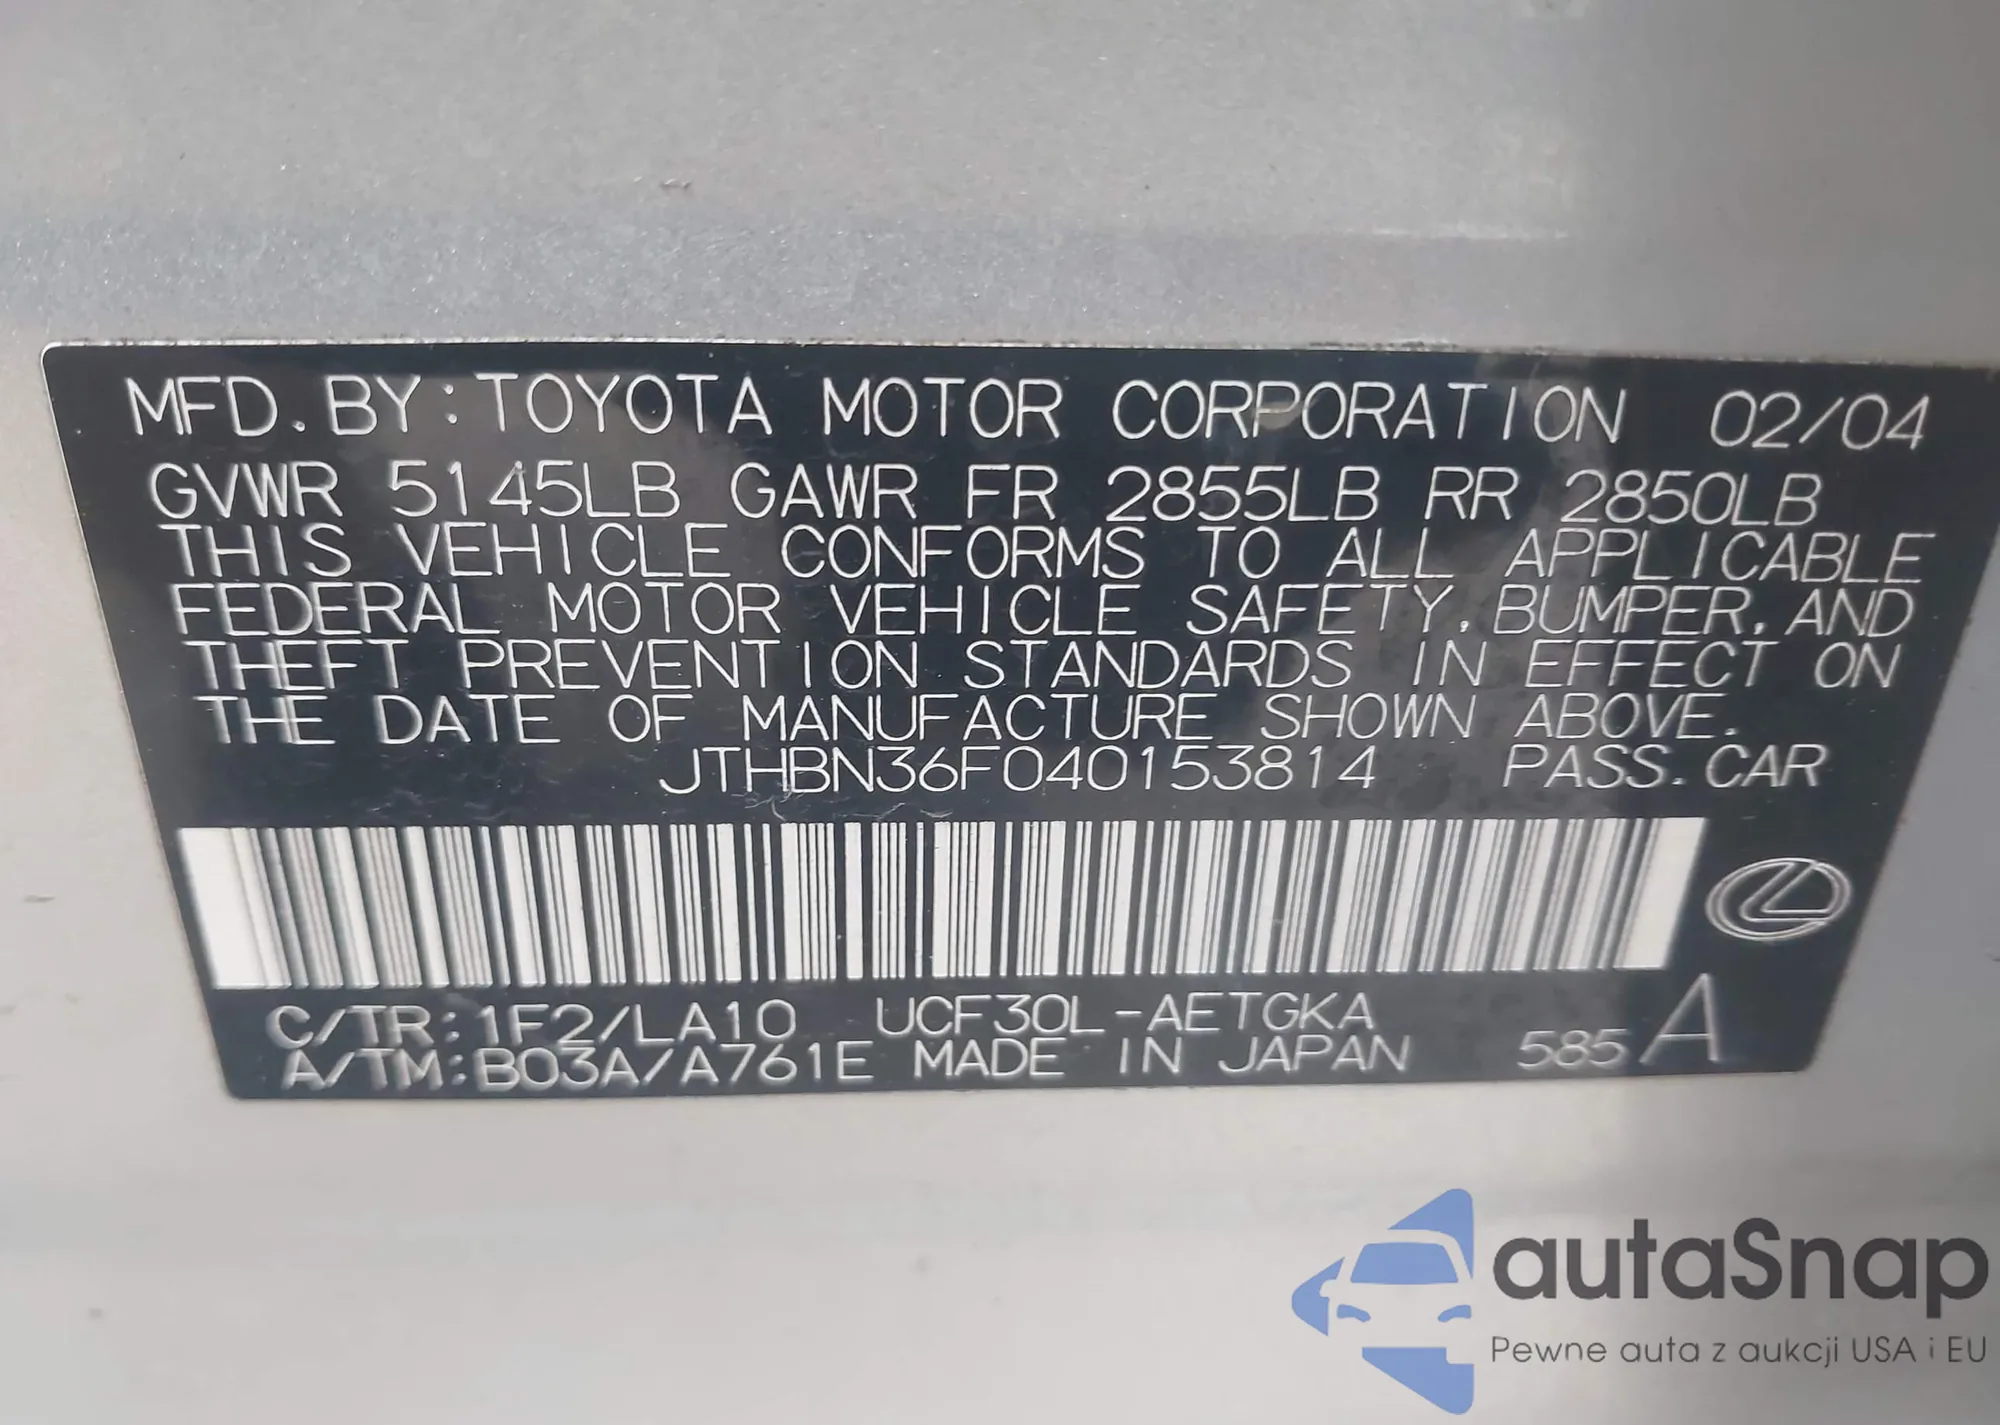 MFD. BY: TOYOTA MOTOR CORPORATION 02/04
GVWR 5145LB GAWR FR 2855LB RR 2850LB
THIS VEHICLE CONFORMS TO ALL APPLICABLE
FEDERAL MOTOR VEHICLE SAFETY, BUMPER, AND
THEFT PREVENTION STANDARDS IN EFFECT ON
THE DATE OF MANUFACTURE SHOWN ABOVE.
JTHBN36F040153814 PASS. CAR
C/TR: 1F2/LA10 UCF30L-AETGKA
A/TM: B03A/A761E MADE IN JAPAN 585 A
autaSnap
Pewne auta z aukcji USA i EU